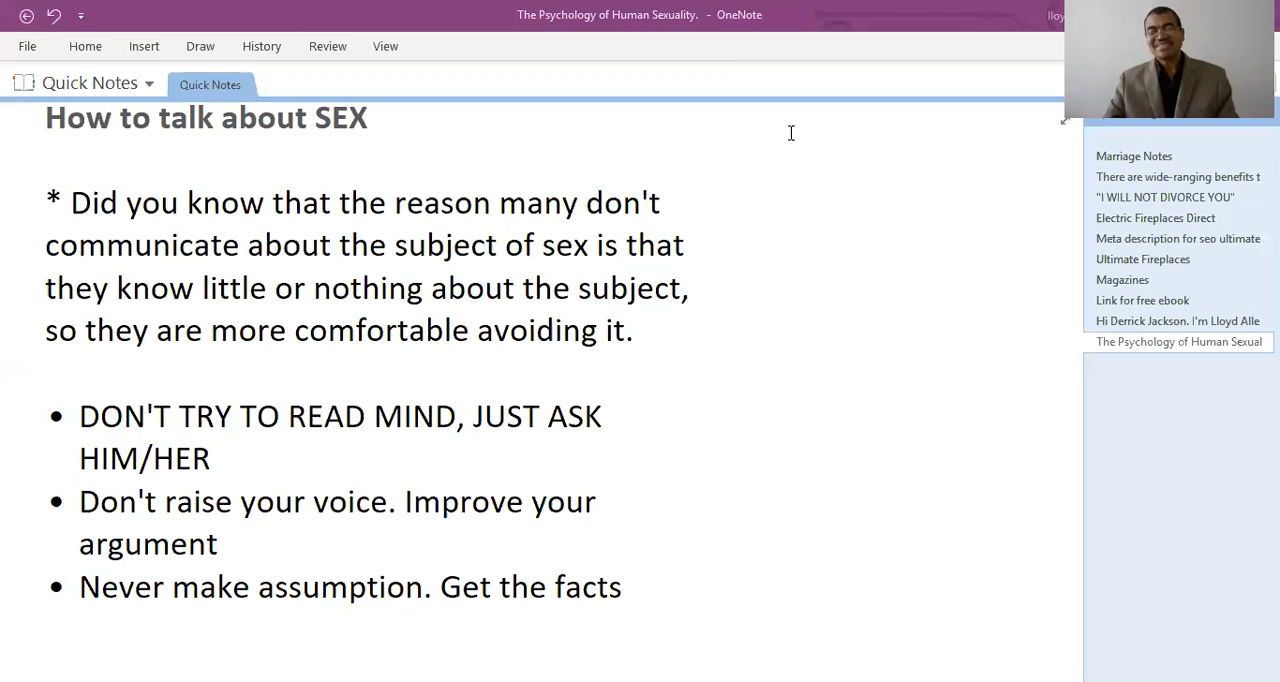 The Psychology of Human Sexuality. - OneNote
lloy
File Home Insert Draw History Review View
Quick Notes
Quick Notes
How to talk about SEX
* Did you know that the reason many don't
communicate about the subject of sex is that
they know little or nothing about the subject,
so they are more comfortable avoiding it.
• DON'T TRY TO READ MIND, JUST ASK
HIM/HER
• Don't raise your voice. Improve your
argument
• Never make assumption. Get the facts
Marriage Notes
There are wide-ranging benefits t
"I WILL NOT DIVORCE YOU"
Electric Fireplaces Direct
Meta description for seo ultimate
Ultimate Fireplaces
Magazines
Link for free ebook
Hi Derrick Jackson. I'm Lloyd Alle
The Psychology of Human Sexual